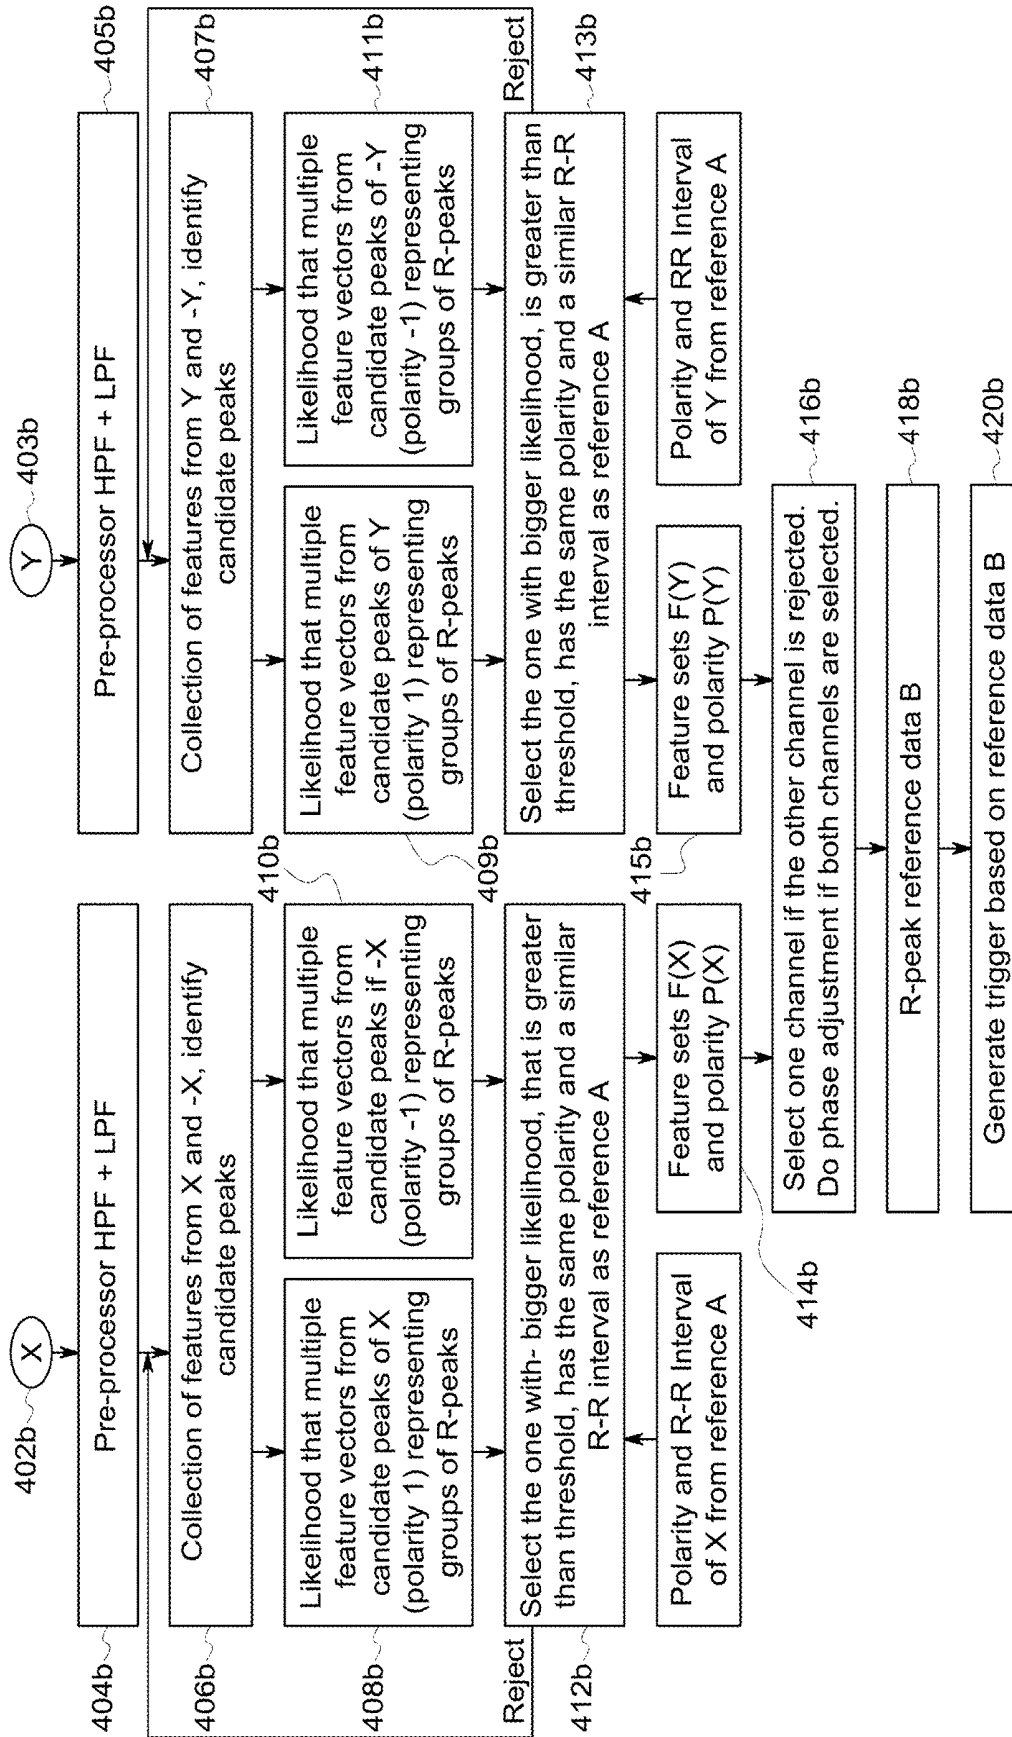 402b
X
404b
Pre-processor HPF + LPF
406b
Collection of features from X and -X, identify
candidate peaks
408b
Likelihood that multiple
feature vectors from
candidate peaks of X
(polarity 1) representing
groups of R-peaks
410b
Likelihood that multiple
feature vectors from
candidate peaks if -X
(polarity -1) representing
groups of R-peaks
Reject
412b
Select the one with- bigger likelihood, that is greater
than threshold, has the same polarity and a similar
R-R interval as reference A
Polarity and R-R Interval
of X from reference A
414b
Feature sets F(X)
and polarity P(X)
Y
403b
Pre-processor HPF + LPF
405b
Collection of features from Y and -Y, identify
candidate peaks
407b
409b
Likelihood that multiple
feature vectors from
candidate peaks of Y
(polarity 1) representing
groups of R-peaks
Likelihood that multiple
feature vectors from
candidate peaks of -Y
(polarity -1) representing
groups of R-peaks
411b
Reject
Select the one with bigger likelihood, is greater than
threshold, has the same polarity and a similar R-R
interval as reference A
413b
415b
Feature sets F(Y)
and polarity P(Y)
Polarity and RR Interval
of Y from reference A
Select one channel if the other channel is rejected.
Do phase adjustment if both channels are selected.
416b
R-peak reference data B
418b
Generate trigger based on reference data B
420b